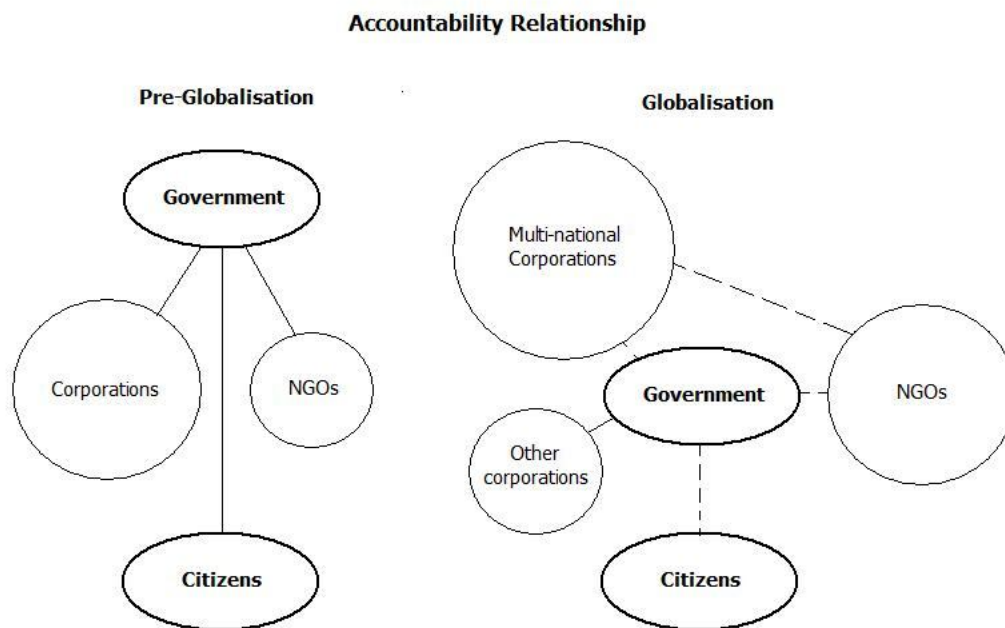 Accountability Relationship
Pre-Globalisation
Government
Corporations
NGOs
Citizens
Globalisation
Multi-national
Corporations
Government
NGOs
Other
corporations
Citizens